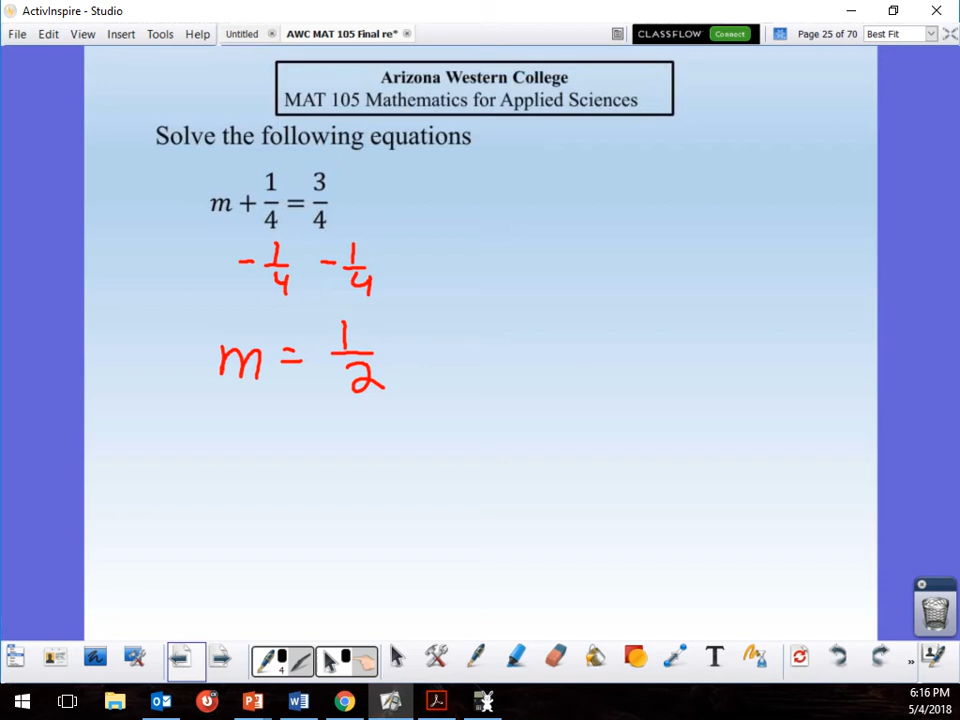 ActivInspire - Studio
File Edit View Insert Tools Help Untitled AWC MAT 105 Final re* CLASSFLOW Connect Page 25 of 70 Best Fit
Arizona Western College
MAT 105 Mathematics for Applied Sciences
Solve the following equations
m + 1/4 = 3/4
- 1/4 - 1/4
m = 1/2
4 T »
6:16 PM
5/4/2018